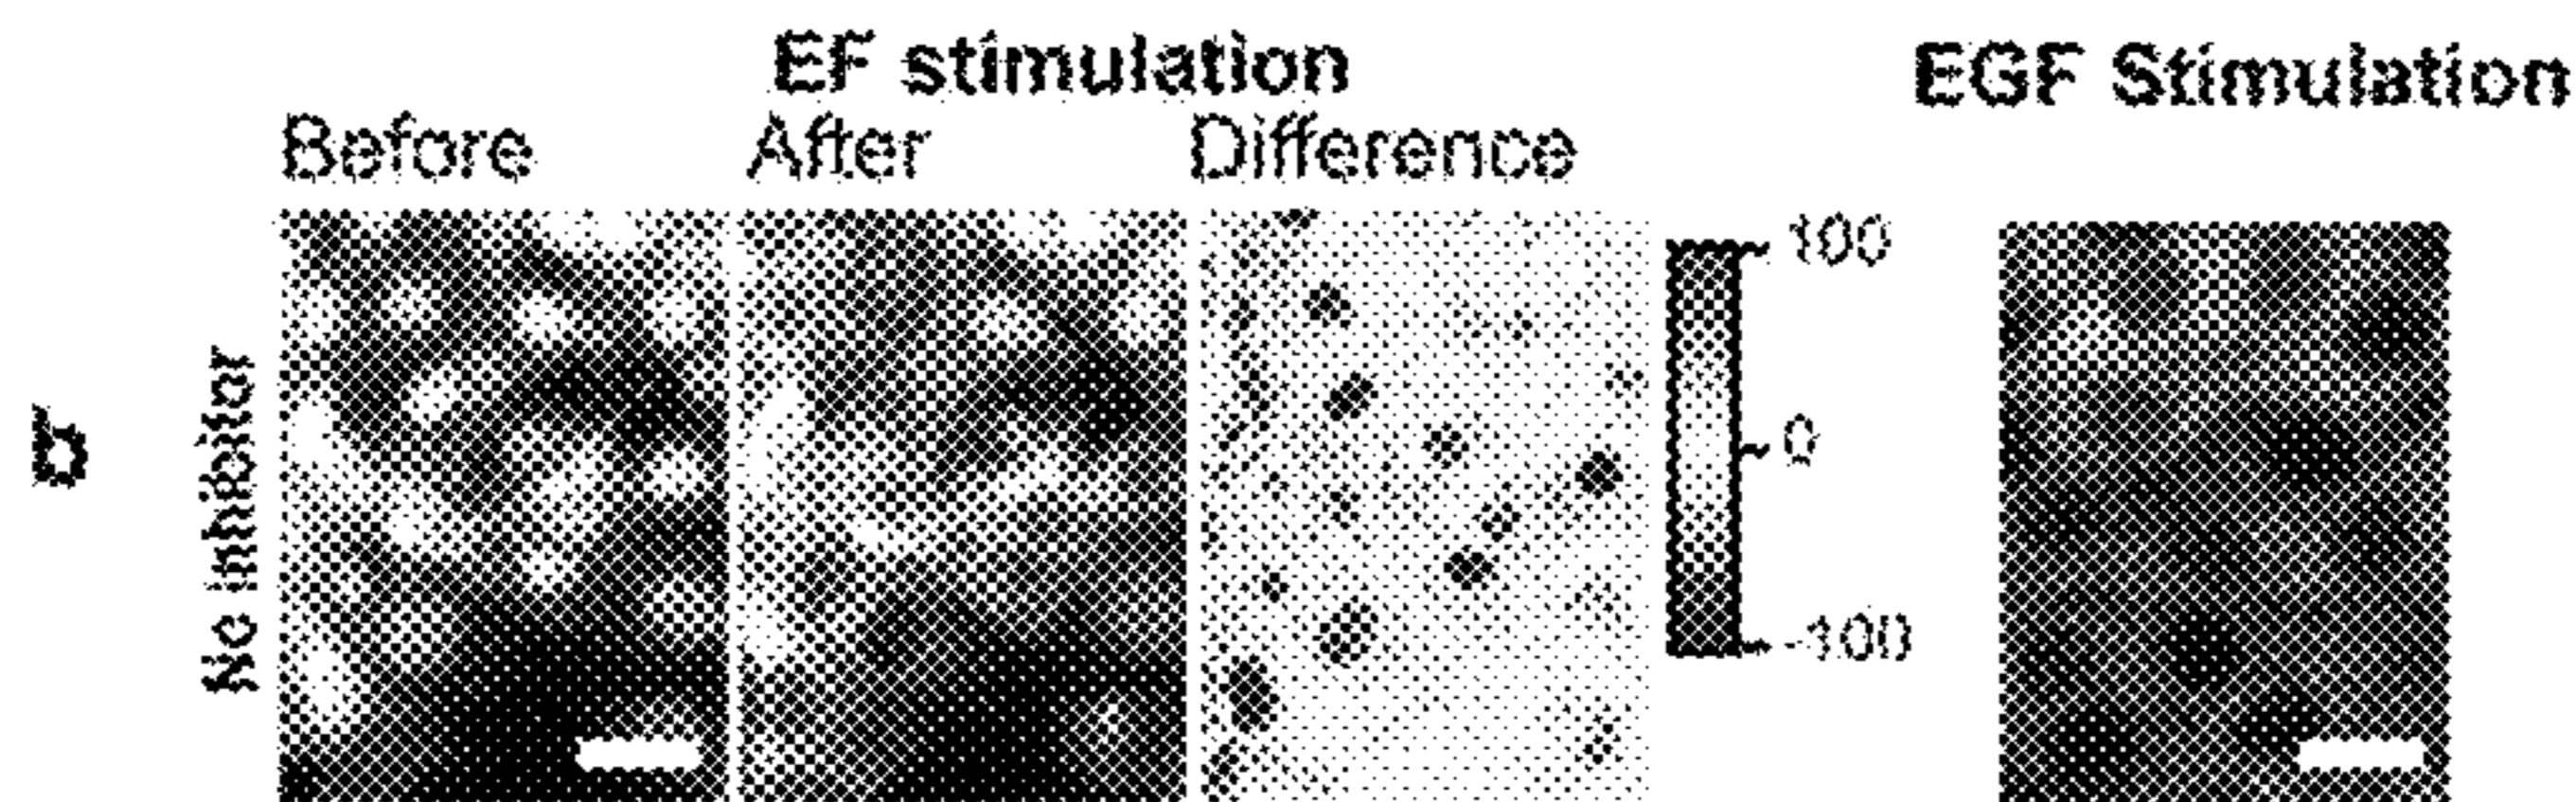 EF stimulation
EGF Stimulation
Before
After
Difference
100
0
-100
No inhibitor